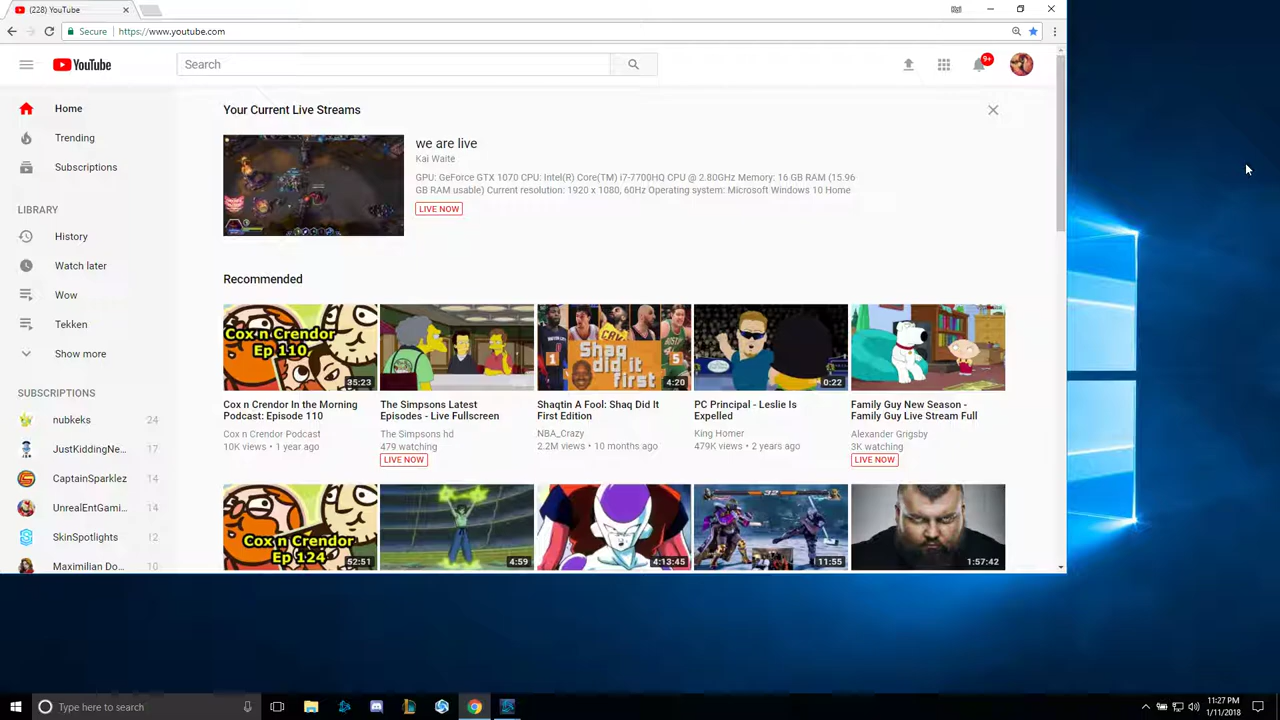 (228) YouTube
Kai
Secure https://www.youtube.com
YouTube
Search
9+
Home
Trending
Subscriptions
LIBRARY
History
Watch later
Wow
Tekken
Show more
SUBSCRIPTIONS
nubkeks 24
JustKiddingNe... 14
CaptainSparklez 14
UnrealEntGami... 14
SkinSpotlights 12
Maximilian Do... 10
Your Current Live Streams
we are live
Kai Waite
GPU: GeForce GTX 1070 CPU: Intel(R) Core(TM) i7-7700HQ CPU @ 2.80GHz Memory: 16 GB RAM (15.96
GB RAM usable) Current resolution: 1920 x 1080, 60Hz Operating system: Microsoft Windows 10 Home
LIVE NOW
Recommended
Cox n Crendor
Ep 110
35:23
Cox n Crendor In the Morning
Podcast: Episode 110
Cox n Crendor Podcast
10K views • 1 year ago
The Simpsons Latest
Episodes - Live Fullscreen
The Simpsons hd
479 watching
LIVE NOW
1
5
Shaq
did it
first
4:20
Shaqtin A Fool: Shaq Did It
First Edition
NBA_Crazy
2.2M views • 10 months ago
0:22
PC Principal - Leslie Is
Expelled
King Homer
479K views • 2 years ago
Family Guy New Season -
Family Guy Live Stream Full
Alexander Grigsby
3K watching
LIVE NOW
Cox n Crendor
Ep 124
52:51
4:59
4:13:45
32
11:55
1:57:42
Type here to search
11:27 PM
1/11/2018